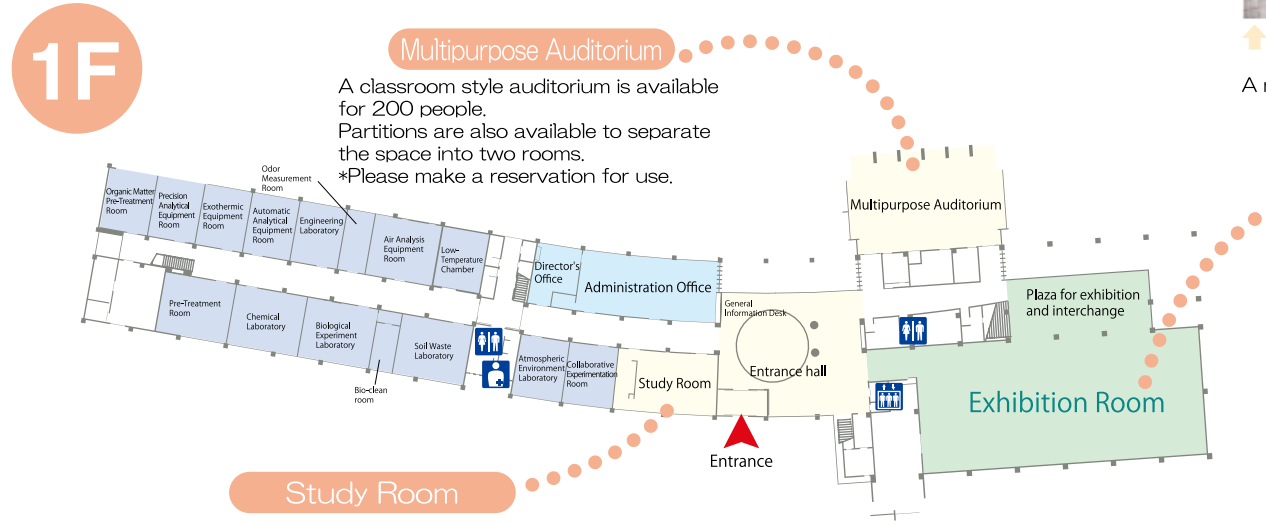 1F
Multipurpose Auditorium
A classroom style auditorium is available
for 200 people.
Partitions are also available to separate
the space into two rooms.
*Please make a reservation for use.
A
Odor
Measurement
Room
Organic Matter
Pre-Treatment
Room
Precision
Analytical
Equipment
Room
Exothermic
Equipment
Room
Automatic
Analytical
Equipment
Room
Engineering
Laboratory
Air Analysis
Equipment
Room
Low-
Temperature
Chamber
Director's
Office
Administration Office
Multipurpose Auditorium
General
Information Desk
Plaza for exhibition
and interchange
Pre-Treatment
Room
Chemical
Laboratory
Biological
Experiment
Laboratory
Soil Waste
Laboratory
Bio-clean
room
Atmospheric
Environment
Laboratory
Collaborative
Experimentation
Room
Study Room
Entrance hall
Exhibition Room
Entrance
Study Room